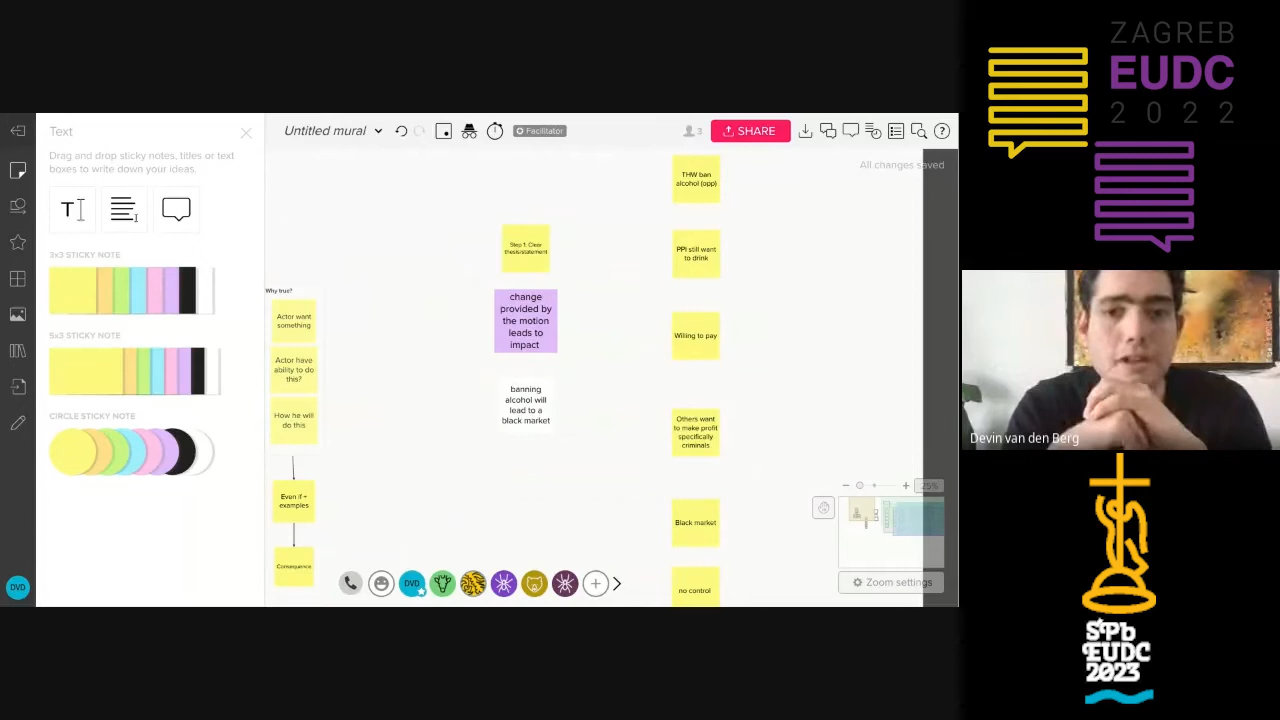 ZAGREB
EUDC
2022
Text
Drag and drop sticky notes, titles or text
boxes to write down your ideas.
T
3x3 STICKY NOTE
5x3 STICKY NOTE
CIRCLE STICKY NOTE
DVD
Untitled mural
Facilitator
3
SHARE
?
All changes saved
Why true?
Actor want
something
Actor have
ability to do
this?
How he will
do this
Even if +
examples
Consequence
Step 1: Clear
thesis/statement
change
provided by
the motion
leads to
impact
banning
alcohol will
lead to a
black market
THW ban
alcohol (opp)
PPl still want
to drink
Willing to pay
Others want
to make profit
specifically
criminals
Black market
no control
25%
Zoom settings
DVD
Devin van den Berg
SPb
EUDC
2023